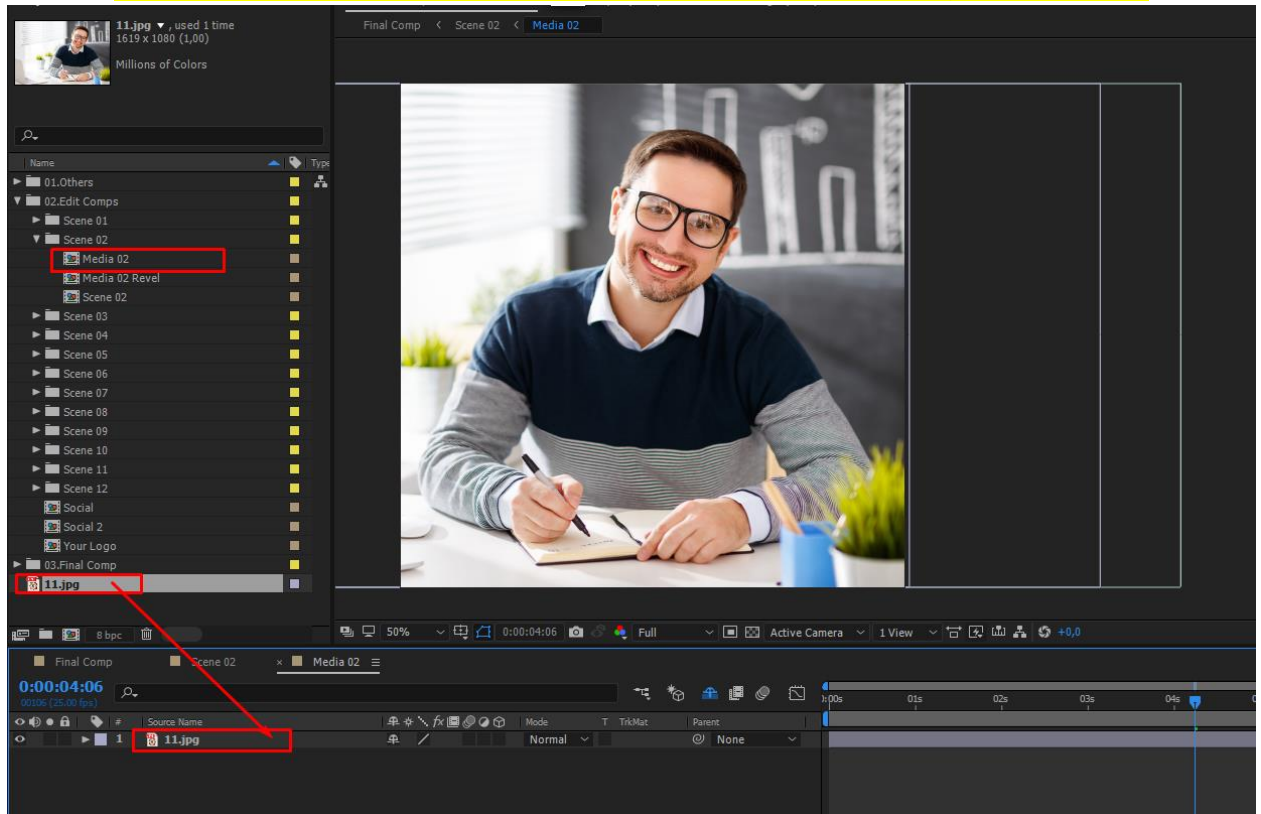 11.jpg ▼ , used 1 time
1619 x 1080 (1,00)
Millions of Colors
Final Comp < Scene 02 < Media 02
Name Type
01.Others
02.Edit Comps
Scene 01
Scene 02
Media 02
Media 02 Revel
Scene 02
Scene 03
Scene 04
Scene 05
Scene 06
Scene 07
Scene 08
Scene 09
Scene 10
Scene 11
Scene 12
Social
Social 2
Your Logo
03.Final Comp
11.jpg
8 bpc
50% 0:00:04:06 Full Active Camera 1 View +0,0
Final Comp Scene 02 × Media 02
0:00:04:06
00106 (25.00 fps)
01s 02s 03s 04s
# Source Name Mode T TrkMat Parent
1 11.jpg Normal None